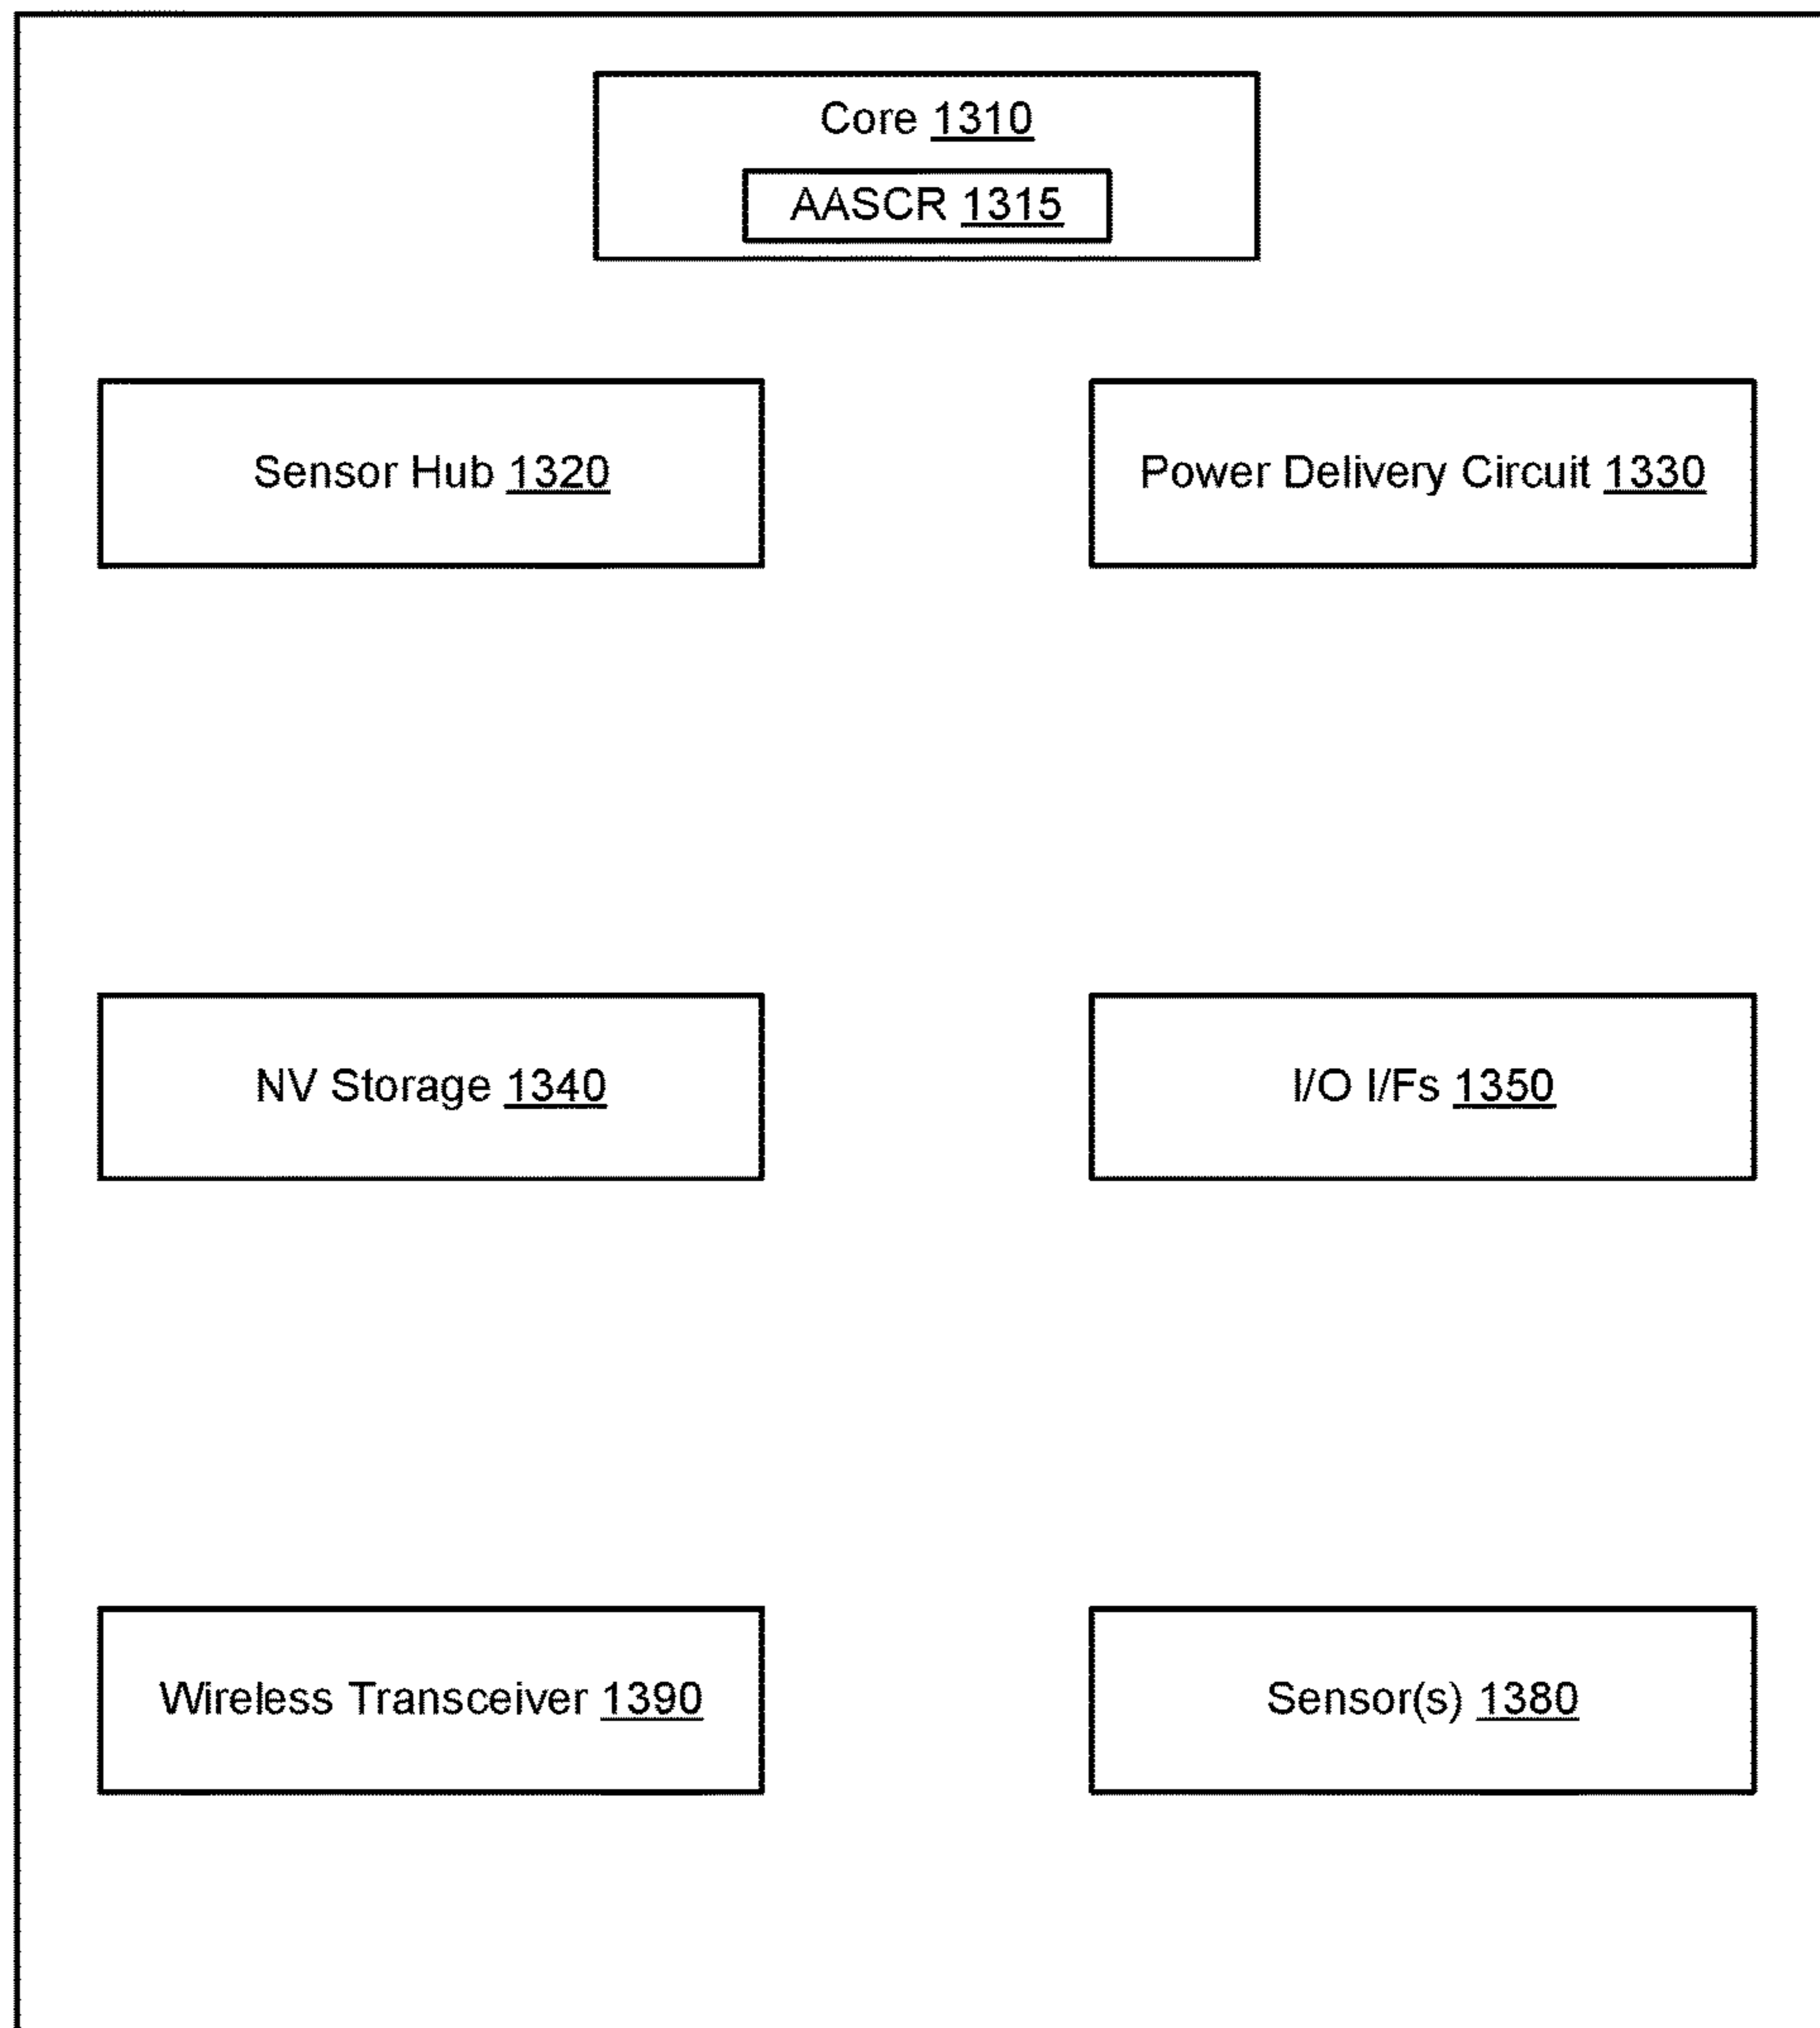 Core 1310
AASCR 1315
Sensor Hub 1320
Power Delivery Circuit 1330
NV Storage 1340
I/O I/Fs 1350
Wireless Transceiver 1390
Sensor(s) 1380